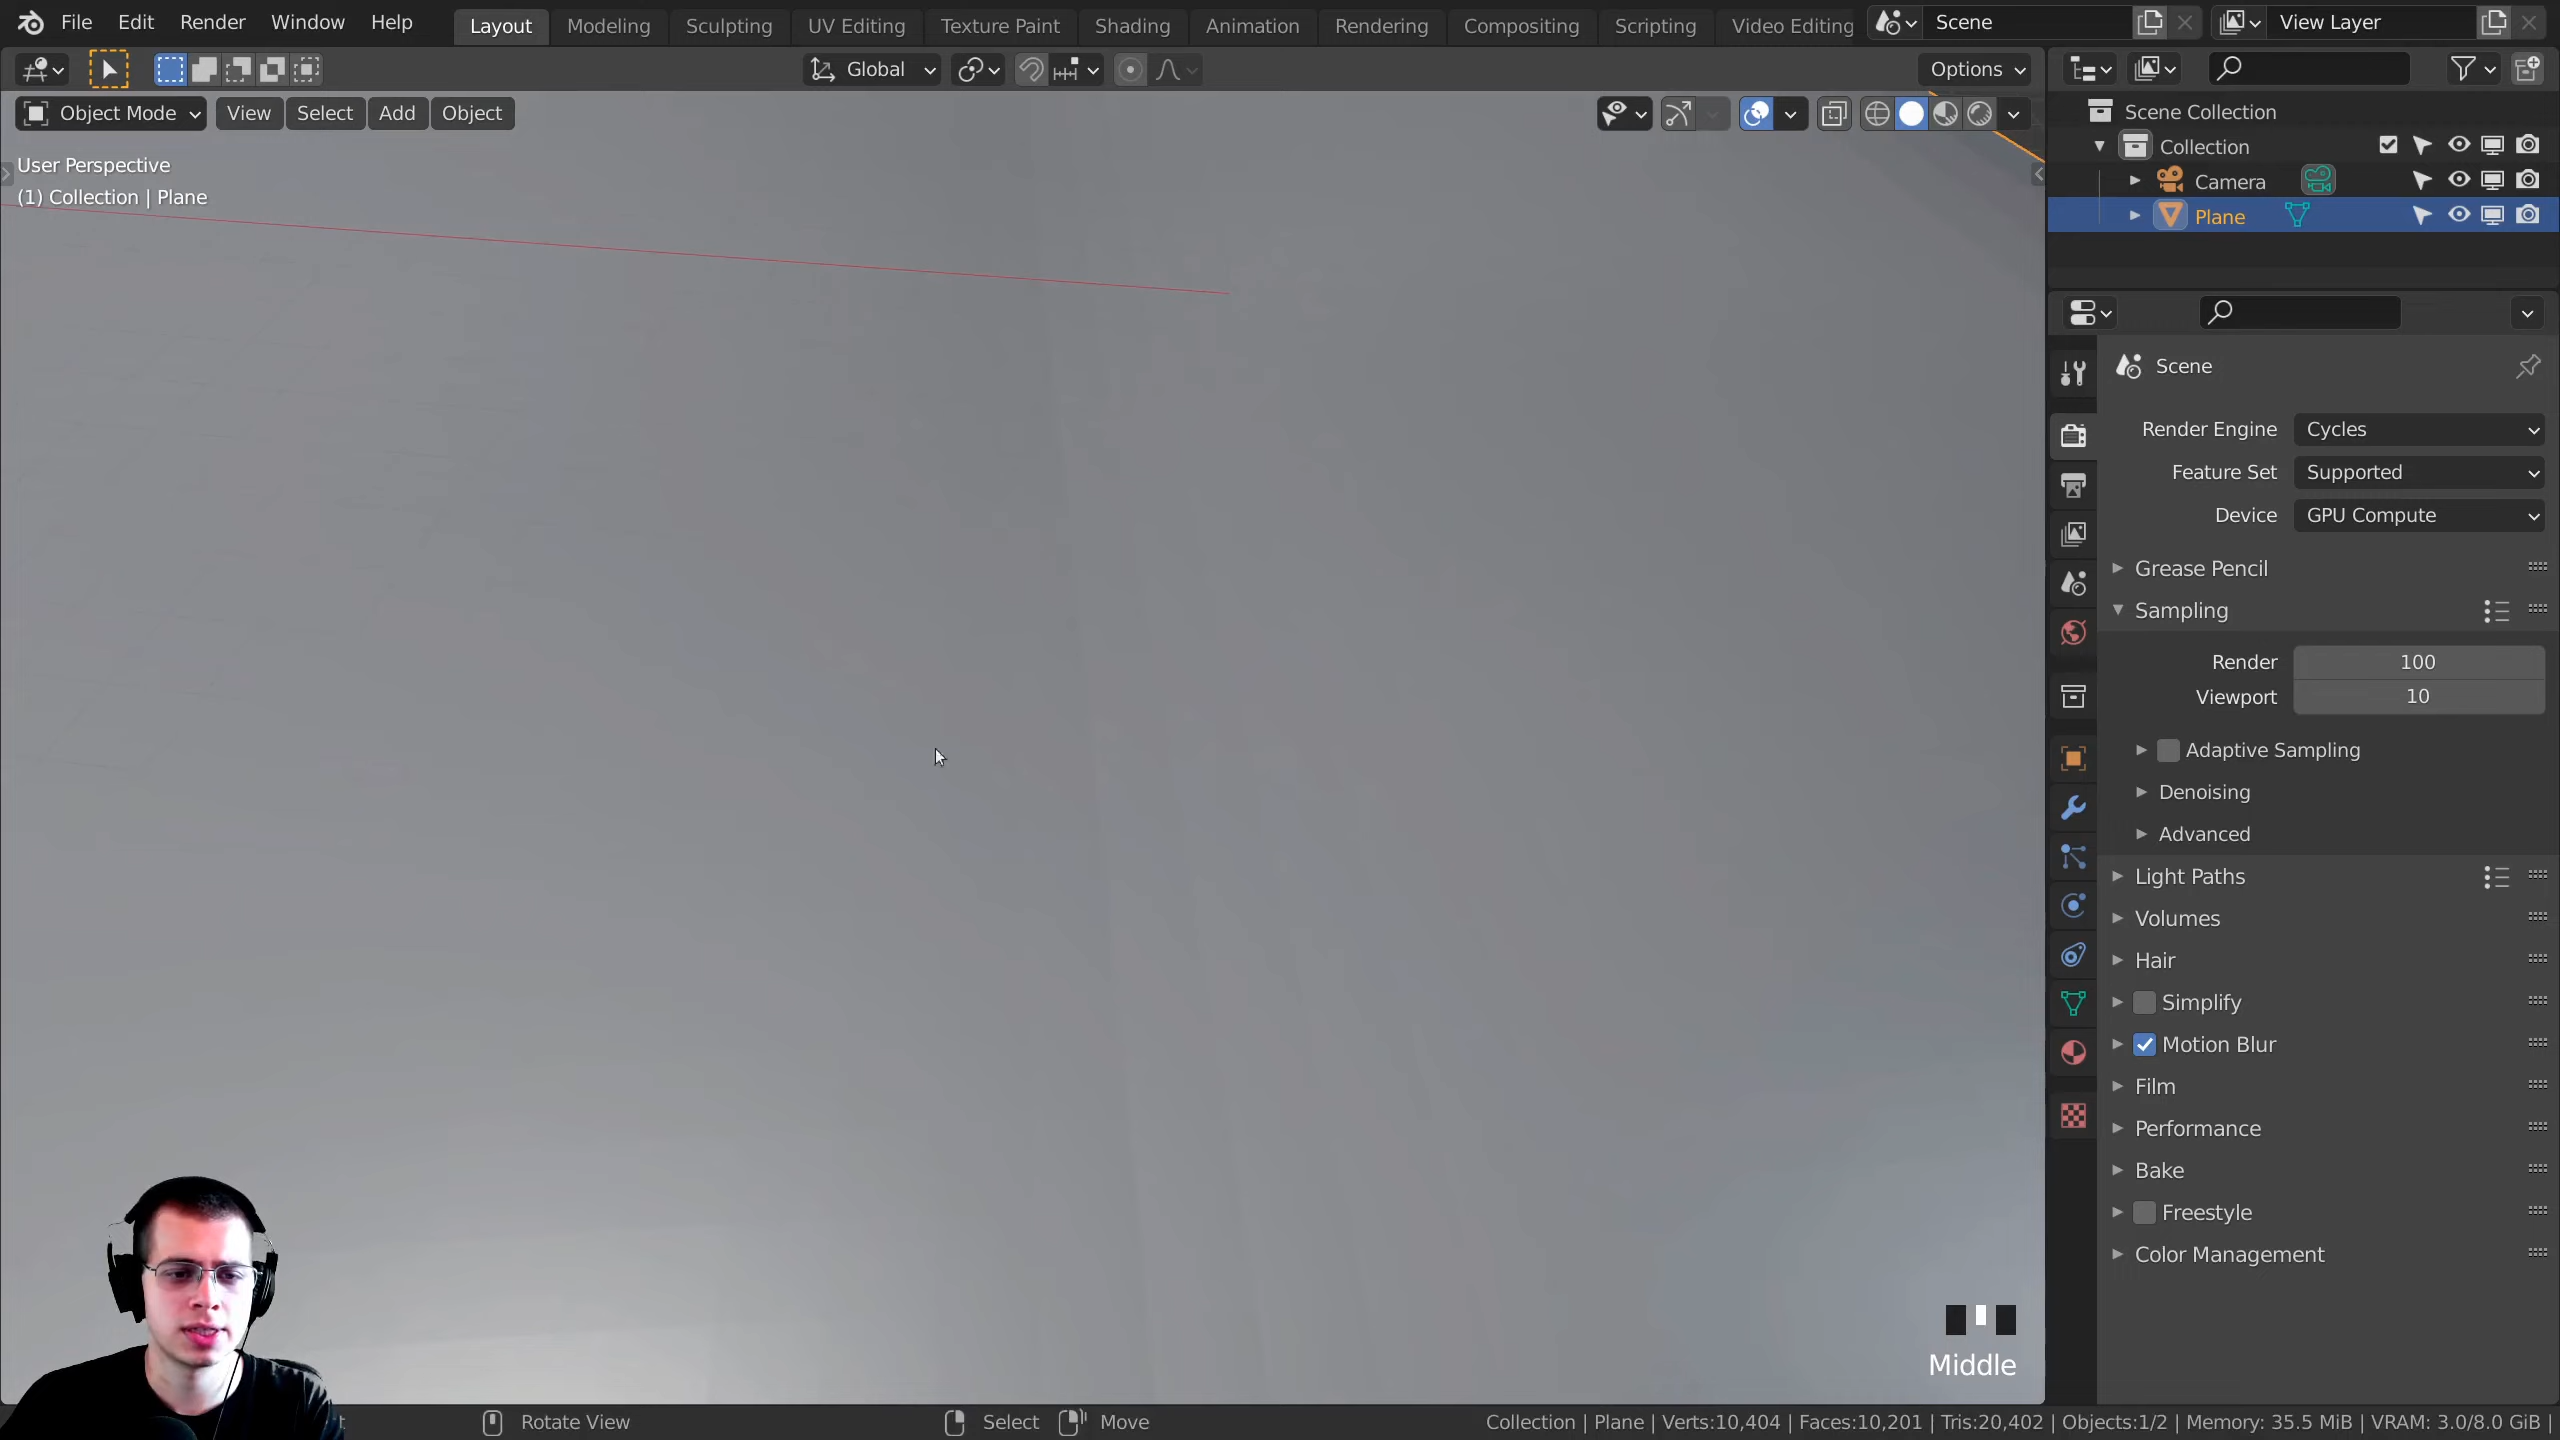 File Edit Render Window Help Layout Modeling Sculpting UV Editing Texture Paint Shading Animation Rendering Compositing Scripting Video Editing Scene View Layer
Global Options
Object Mode View Select Add Object
User Perspective
(1) Collection | Plane
Scene Collection
Collection
Camera
Plane
Scene
Render Engine Cycles
Feature Set Supported
Device GPU Compute
Grease Pencil
Sampling
Render 100
Viewport 10
Adaptive Sampling
Denoising
Advanced
Light Paths
Volumes
Hair
Simplify
Motion Blur
Film
Performance
Bake
Freestyle
Color Management
Middle
Rotate View Select Move Collection | Plane | Verts:10,404 | Faces:10,201 | Tris:20,402 | Objects:1/2 | Memory: 35.5 MiB | VRAM: 3.0/8.0 GiB |